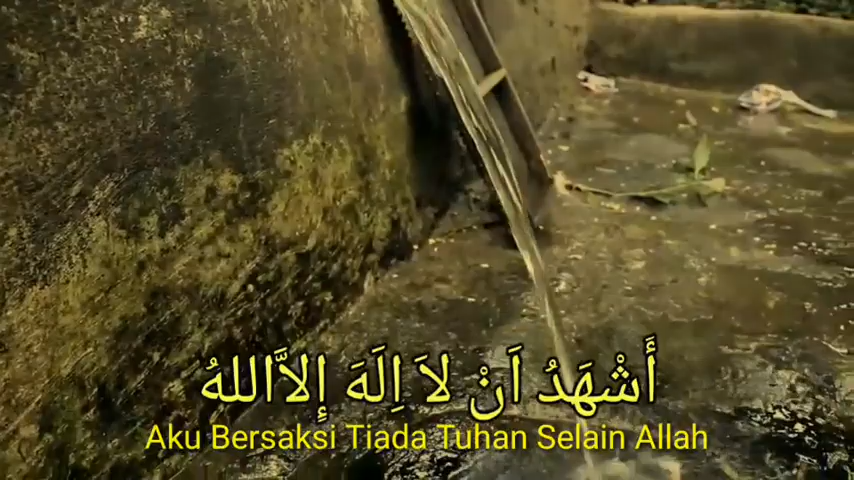 أَشْهَدُ اَنْ لاَ اِلَهَ اِلاَّاللهُ
Aku Bersaksi Tiada Tuhan Selain Allah